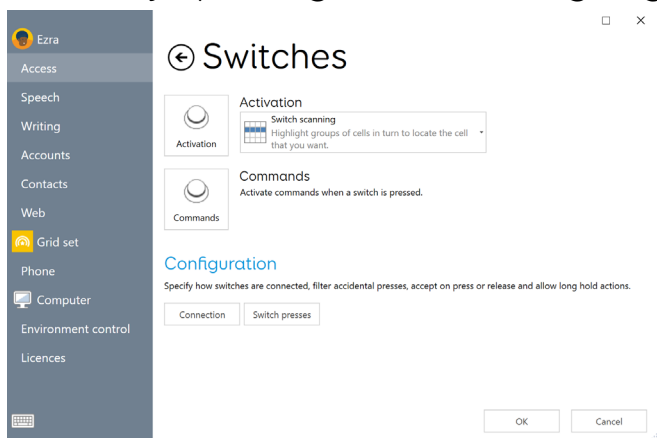 Ezra
Access
Speech
Writing
Accounts
Contacts
Web
Grid set
Phone
Computer
Environment control
Licences
Switches
Activation
Activation
Switch scanning
Highlight groups of cells in turn to locate the cell
that you want.
Commands
Commands
Activate commands when a switch is pressed.
Configuration
Specify how switches are connected, filter accidental presses, accept on press or release and allow long hold actions.
Connection
Switch presses
OK
Cancel